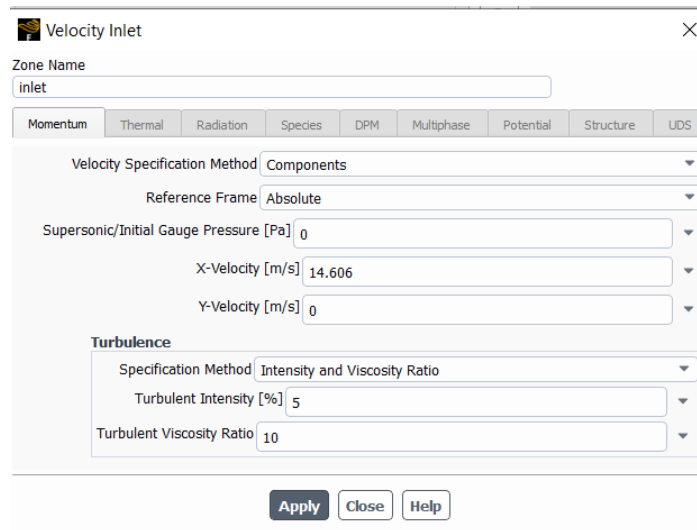 Velocity Inlet
Zone Name
inlet
Momentum Thermal Radiation Species DPM Multiphase Potential Structure UDS
Velocity Specification Method Components
Reference Frame Absolute
Supersonic/Initial Gauge Pressure [Pa] 0
X-Velocity [m/s] 14.606
Y-Velocity [m/s] 0
Turbulence
Specification Method Intensity and Viscosity Ratio
Turbulent Intensity [%] 5
Turbulent Viscosity Ratio 10
Apply Close Help